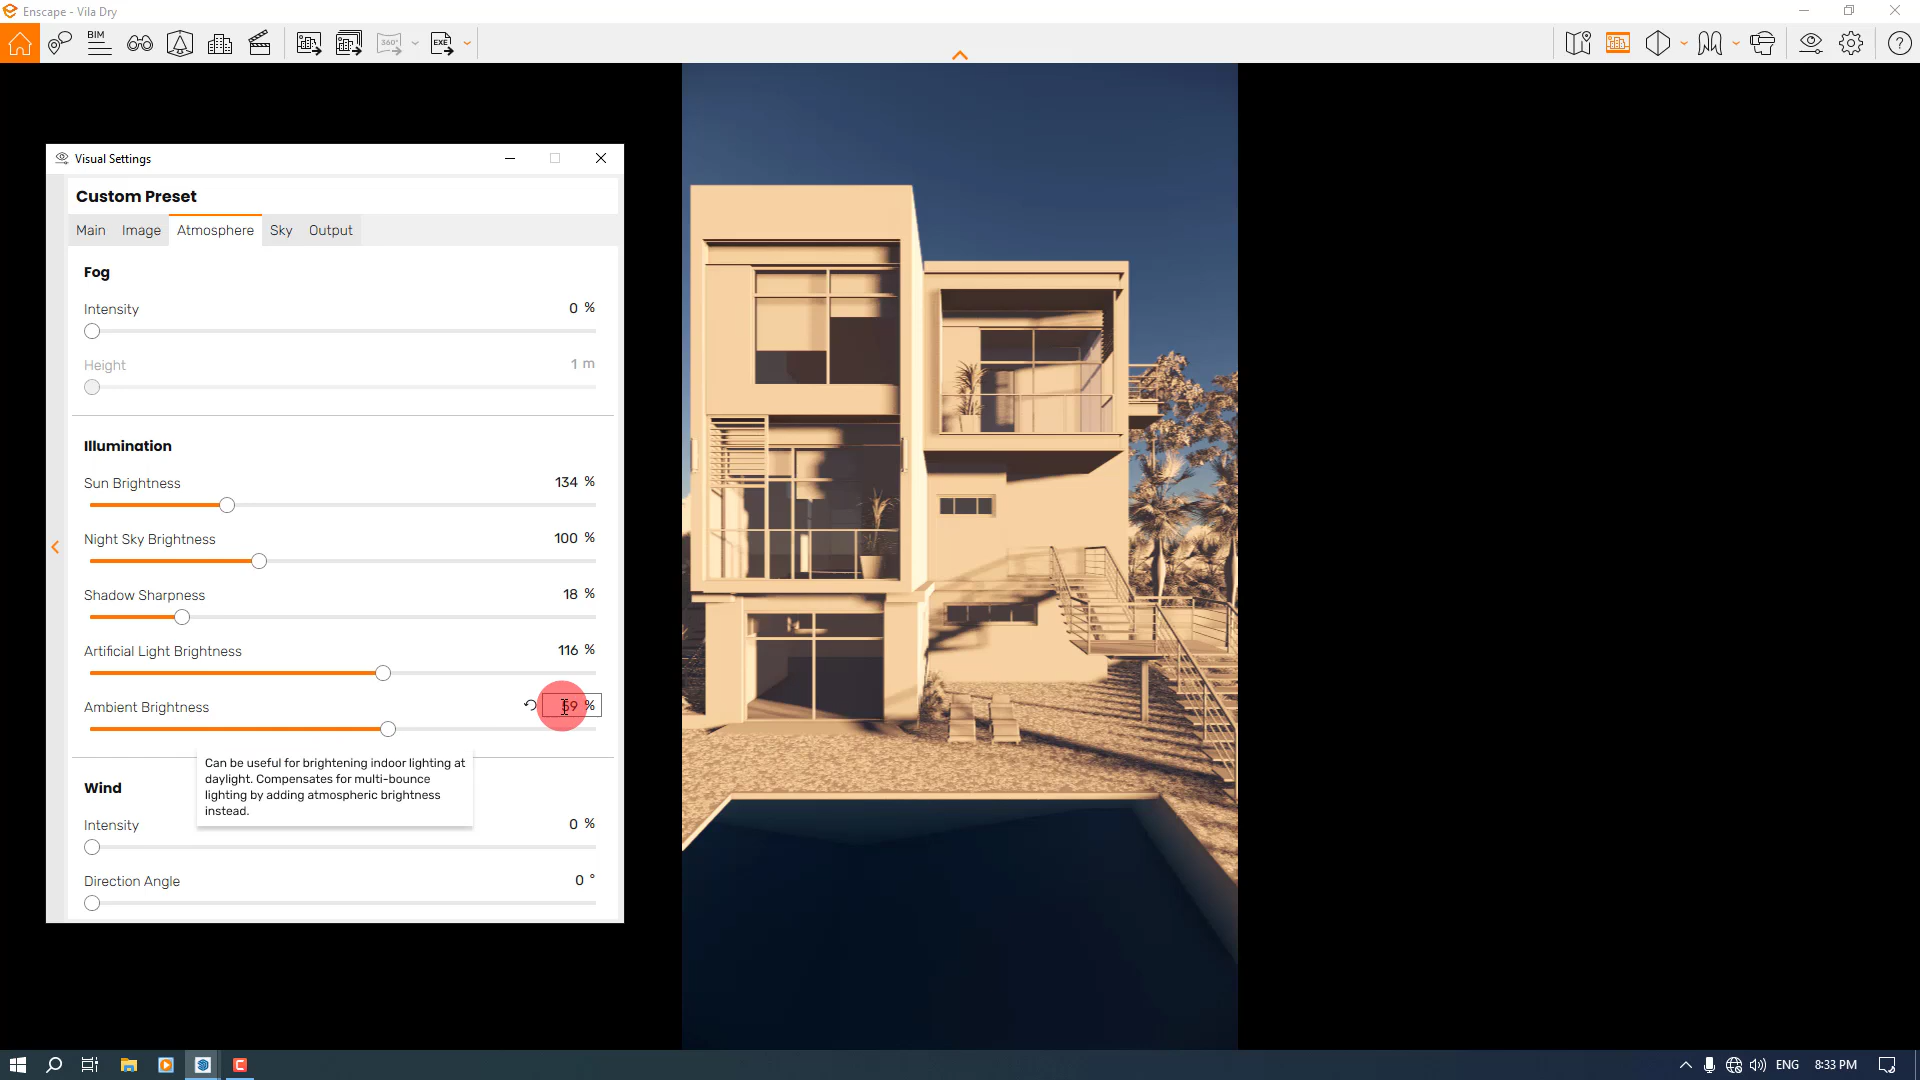 Enscape - Vila Dry
BIM
360°
EXE
Visual Settings
Custom Preset
Main Image Atmosphere Sky Output
Fog
Intensity 0 %
Height 1 m
Illumination
Sun Brightness 134 %
Night Sky Brightness 100 %
Shadow Sharpness 18 %
Artificial Light Brightness 116 %
Ambient Brightness 59 %
Can be useful for brightening indoor lighting at
daylight. Compensates for multi-bounce
lighting by adding atmospheric brightness
instead.
Wind
Intensity 0 %
Direction Angle 0 °
ENG 8:33 PM